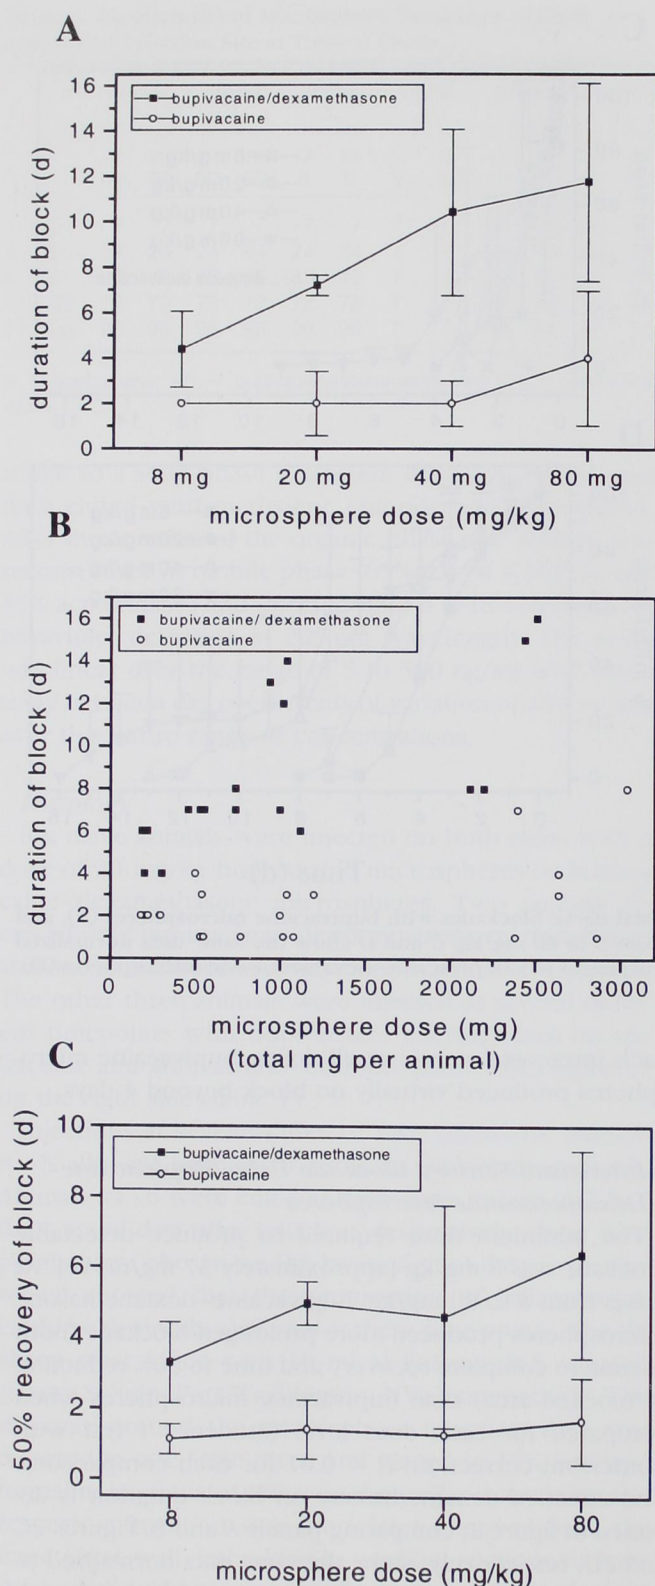 A
16
14
12
10
8
6
4
2
0
duration of block (d)
bupivacaine/dexamethasone
bupivacaine
8 mg 20 mg 40 mg 80 mg
microsphere dose (mg/kg)
B
16
14
12
10
8
6
4
2
0
duration of block (d)
bupivacaine/ dexamethasone
bupivacaine
0 500 1000 1500 2000 2500 3000
microsphere dose (mg)
(total mg per animal)
C
10
8
6
4
2
0
50% recovery of block (d)
bupivacaine/dexamethasone
bupivacaine
8 20 40 80
microsphere dose (mg/kg)